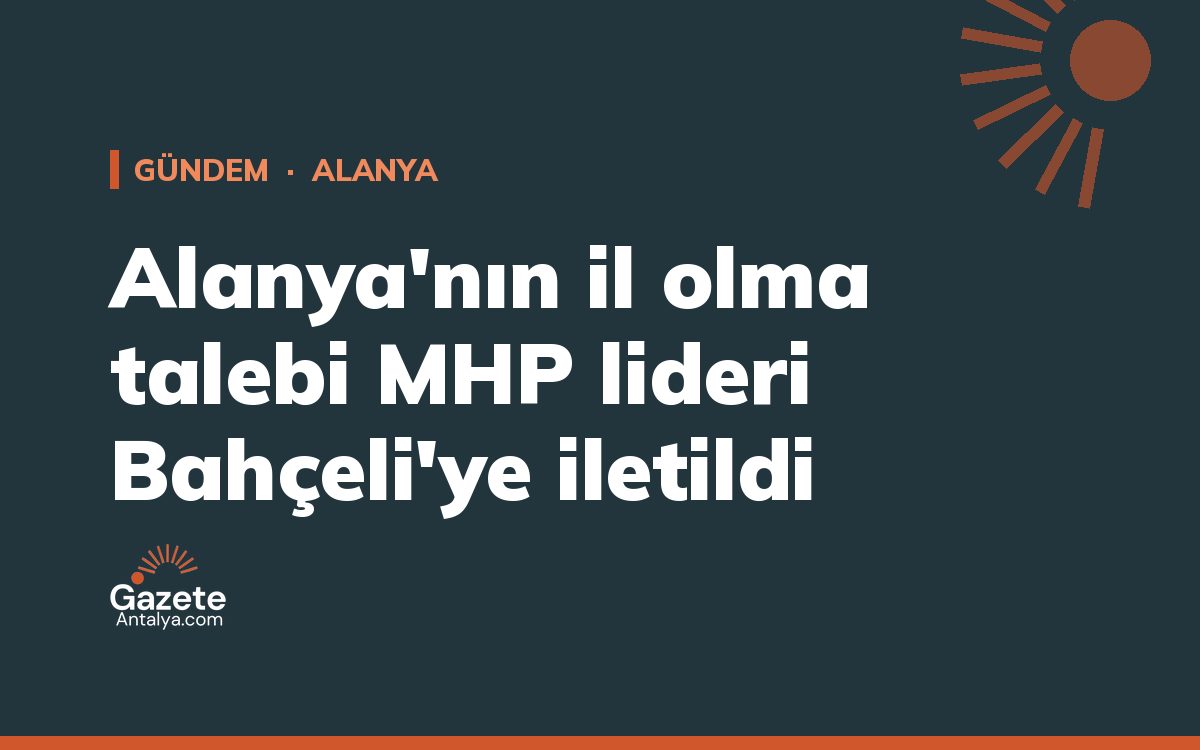 GÜNDEM · ALANYA
Alanya'nın il olma
talebi MHP lideri
Bahçeli'ye iletildi
Gazete
Antalya.com